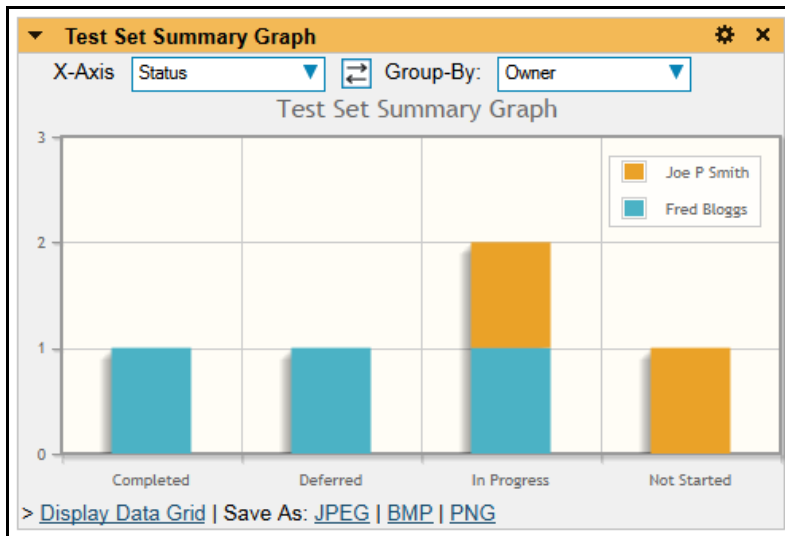 Test Set Summary Graph
X-Axis Status Group-By: Owner
Test Set Summary Graph
3
Joe P Smith
Fred Bloggs
2
1
0
Completed Deferred In Progress Not Started
> Display Data Grid | Save As: JPEG | BMP | PNG